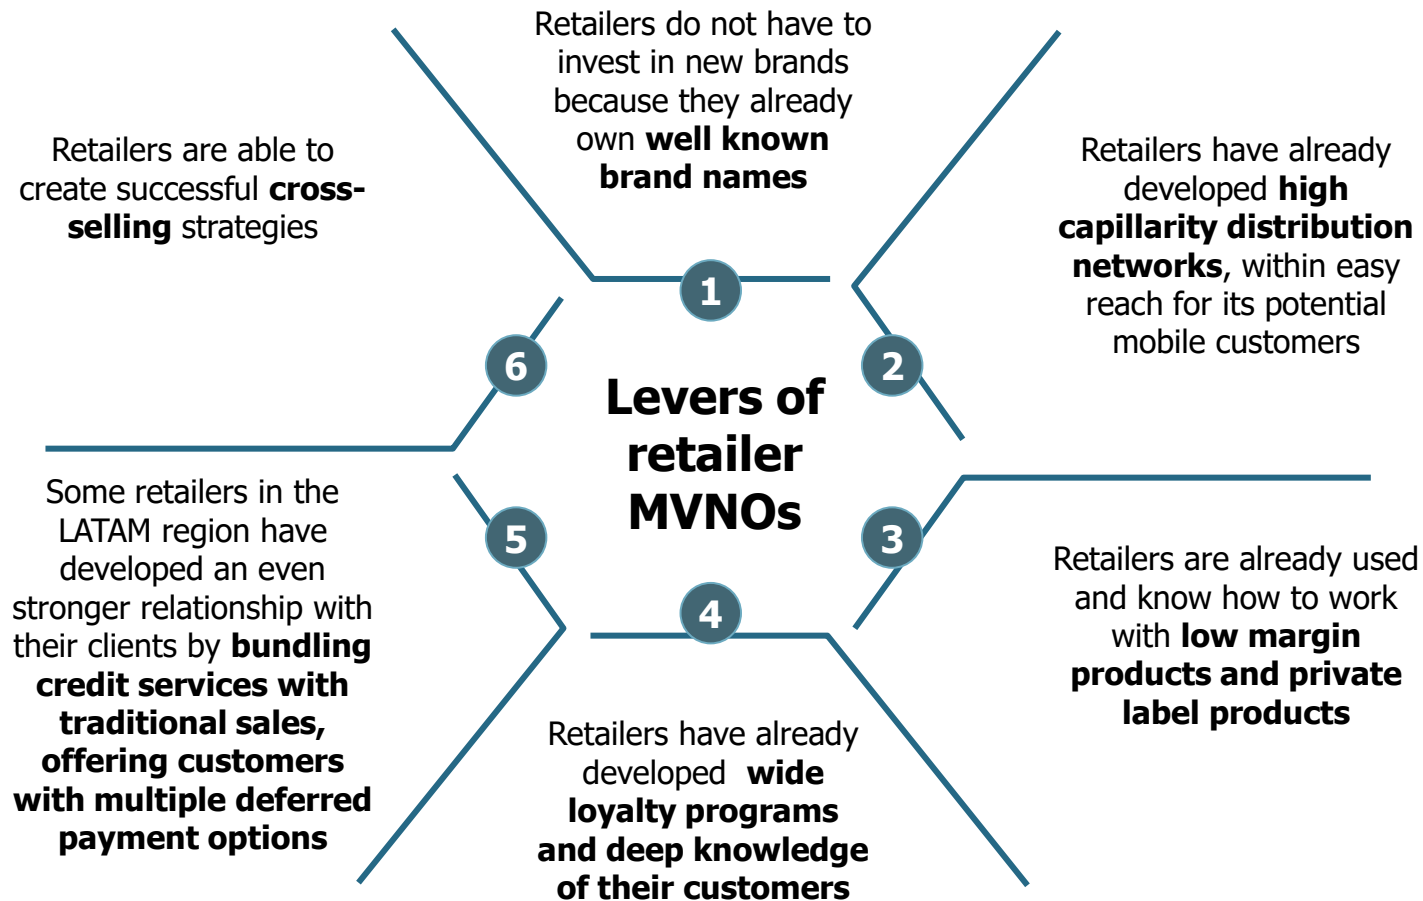 Retailers do not have to
invest in new brands
because they already
own well known
brand names
1
Retailers have already
developed high
capillarity distribution
networks, within easy
reach for its potential
mobile customers
2
Retailers are already used
and know how to work
with low margin
products and private
label products
3
Retailers have already
developed wide
loyalty programs
and deep knowledge
of their customers
4
Some retailers in the
LATAM region have
developed an even
stronger relationship with
their clients by bundling
credit services with
traditional sales,
offering customers
with multiple deferred
payment options
5
Retailers are able to
create successful cross-
selling strategies
6
Levers of
retailer
MVNOs